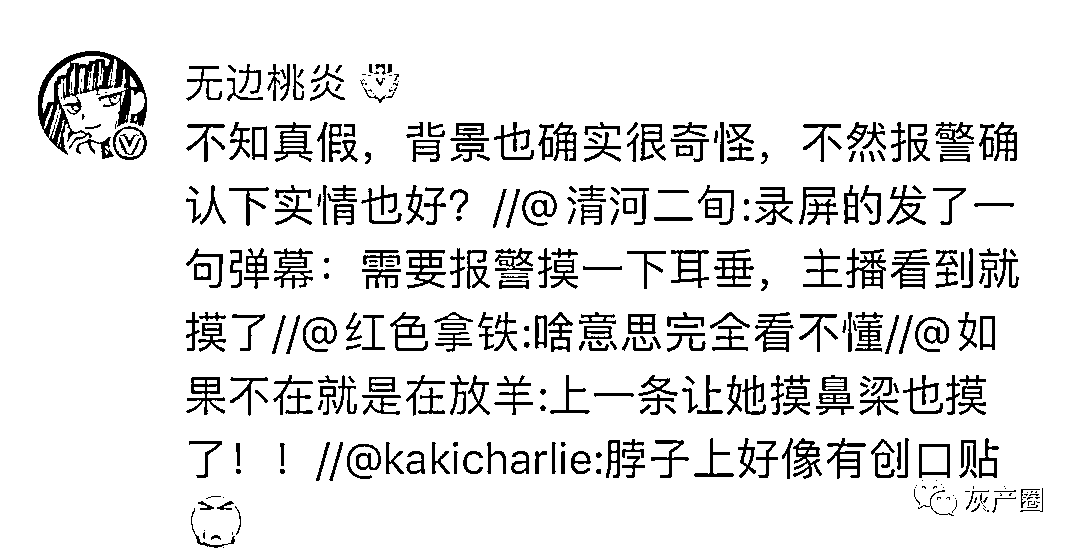 无边桃炎
不知真假，背景也确实很奇怪，不然报警确
认下实情也好？//@清河二旬:录屏的发了一
句弹幕：需要报警摸一下耳垂，主播看到就
摸了//@红色拿铁:啥意思完全看不懂//@如
果不在就是在放羊:上一条让她摸鼻梁也摸
了！！//@kakicharlie:脖子上好像有创口贴
灰产圈